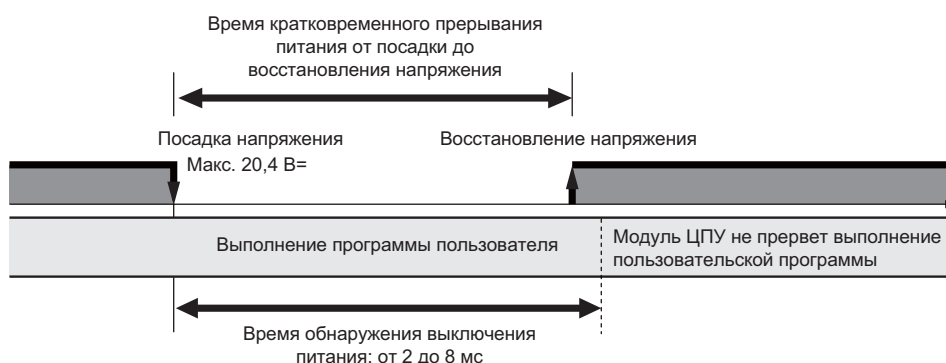 Время кратковременного прерывания
питания от посадки до
восстановления напряжения
Посадка напряжения
Макс. 20,4 В=
Восстановление напряжения
Выполнение программы пользователя
Модуль ЦПУ не прервет выполнение
пользовательской программы
Время обнаружения выключения
питания: от 2 до 8 мс